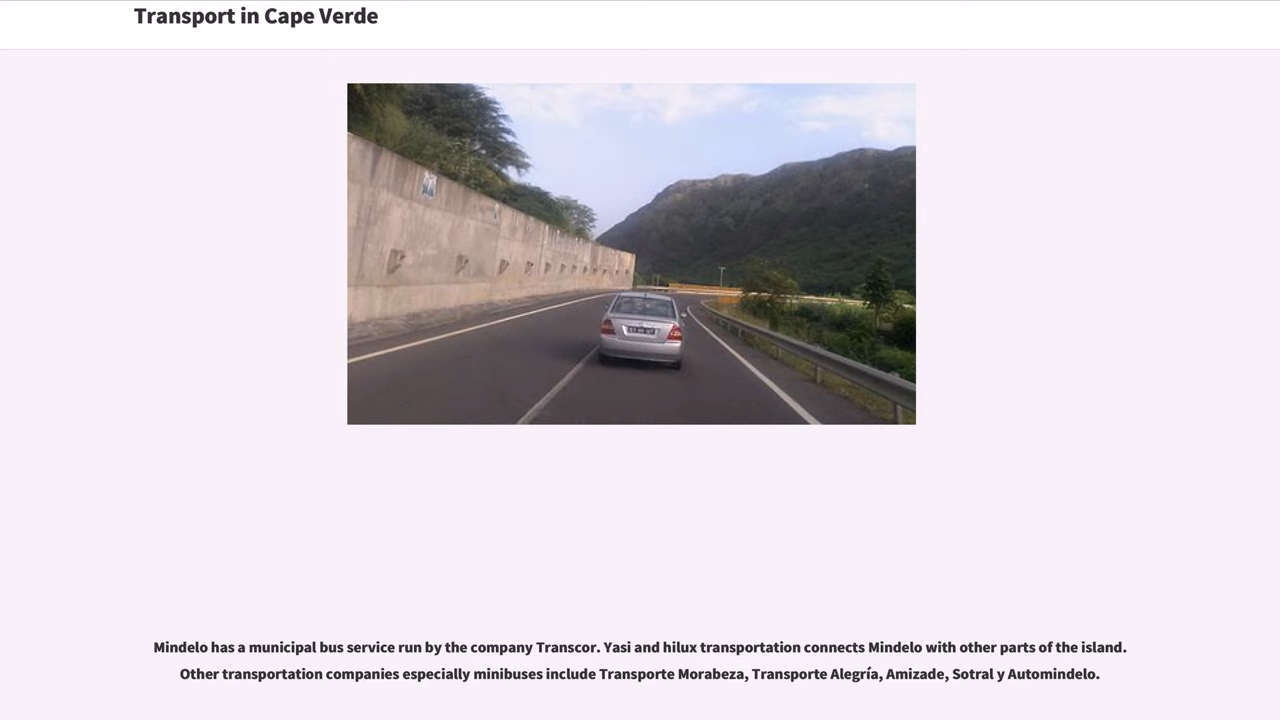 Transport in Cape Verde
Mindelo has a municipal bus service run by the company Transcor. Yasi and hilux transportation connects Mindelo with other parts of the island.
Other transportation companies especially minibuses include Transporte Morabeza, Transporte Alegría, Amizade, Sotral y Automindelo.